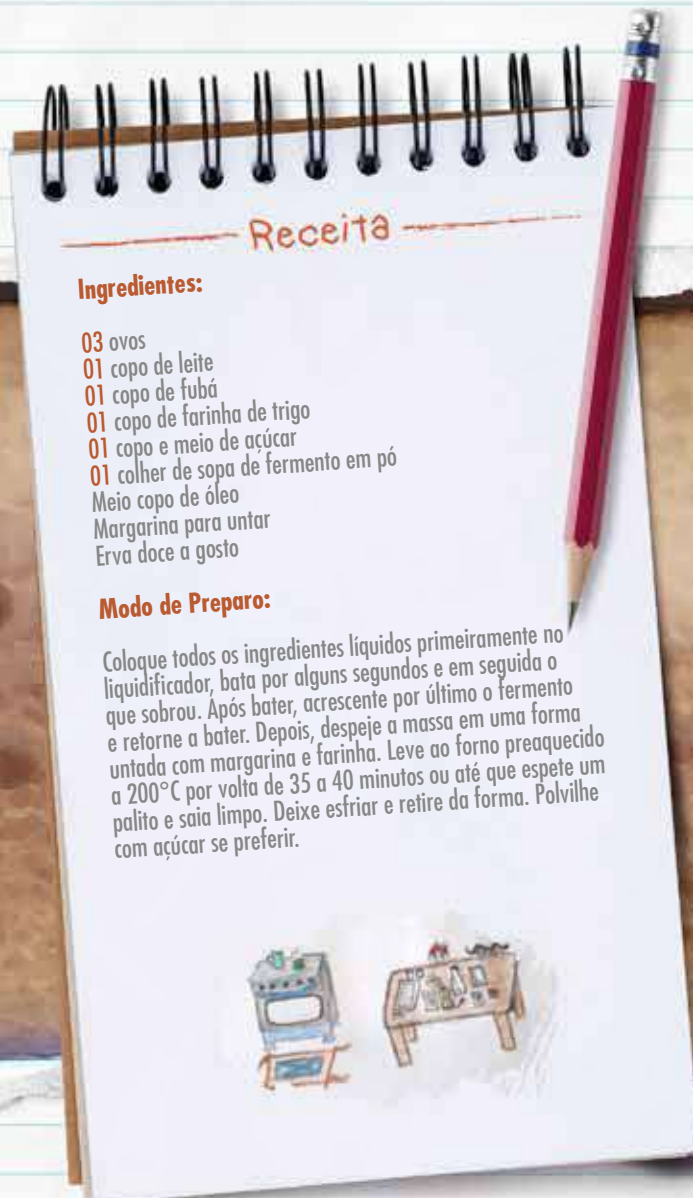 Receita
Ingredientes:
03 ovos
01 copo de leite
01 copo de fubá
01 copo de farinha de trigo
01 copo e meio de açúcar
01 colher de sopa de fermento em pó
Meio copo de óleo
Margarina para untar
Erva doce a gosto
Modo de Preparo:
Coloque todos os ingredientes líquidos primeiramente no
liquidificador, bata por alguns segundos e em seguida o
que sobrou. Após bater, acrescente por último o fermento
e retorne a bater. Depois, despeje a massa em uma forma
untada com margarina e farinha. Leve ao forno preaquecido
a 200°C por volta de 35 a 40 minutos ou até que espete um
palito e saia limpo. Deixe esfriar e retire da forma. Polvilhe
com açúcar se preferir.